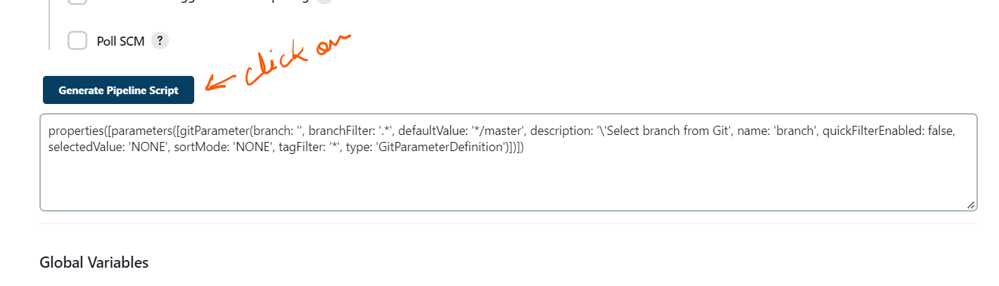 Poll SCM ?
click on
Generate Pipeline Script
properties([parameters([gitParameter(branch: '', branchFilter: '.*', defaultValue: '*/master', description: '\'Select branch from Git', name: 'branch', quickFilterEnabled: false,
selectedValue: 'NONE', sortMode: 'NONE', tagFilter: '*', type: 'GitParameterDefinition')])])
Global Variables